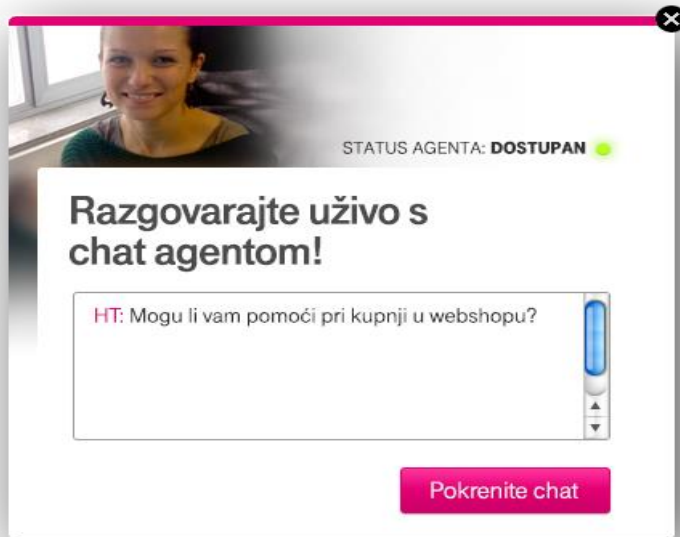 STATUS AGENTA: DOSTUPAN
Razgovarajte uživo s
chat agentom!
HT: Mogu li vam pomoći pri kupnji u webshopu?
Pokrenite chat